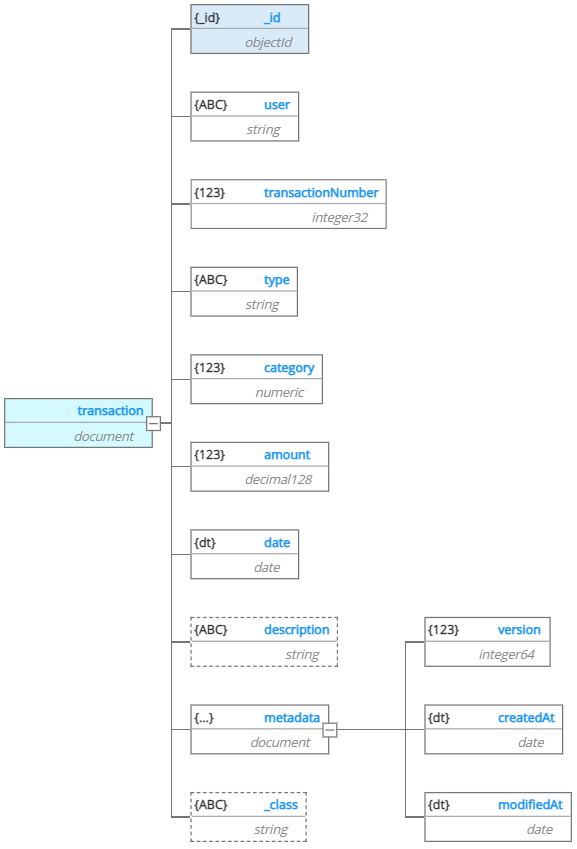 {_id} _id
objectId
{ABC} user
string
{123} transactionNumber
integer32
{ABC} type
string
{123} category
numeric
transaction
document
{123} amount
decimal128
{dt} date
date
{ABC} description
string
{123} version
integer64
{...} metadata
document
{dt} createdAt
date
{ABC} _class
string
{dt} modifiedAt
date